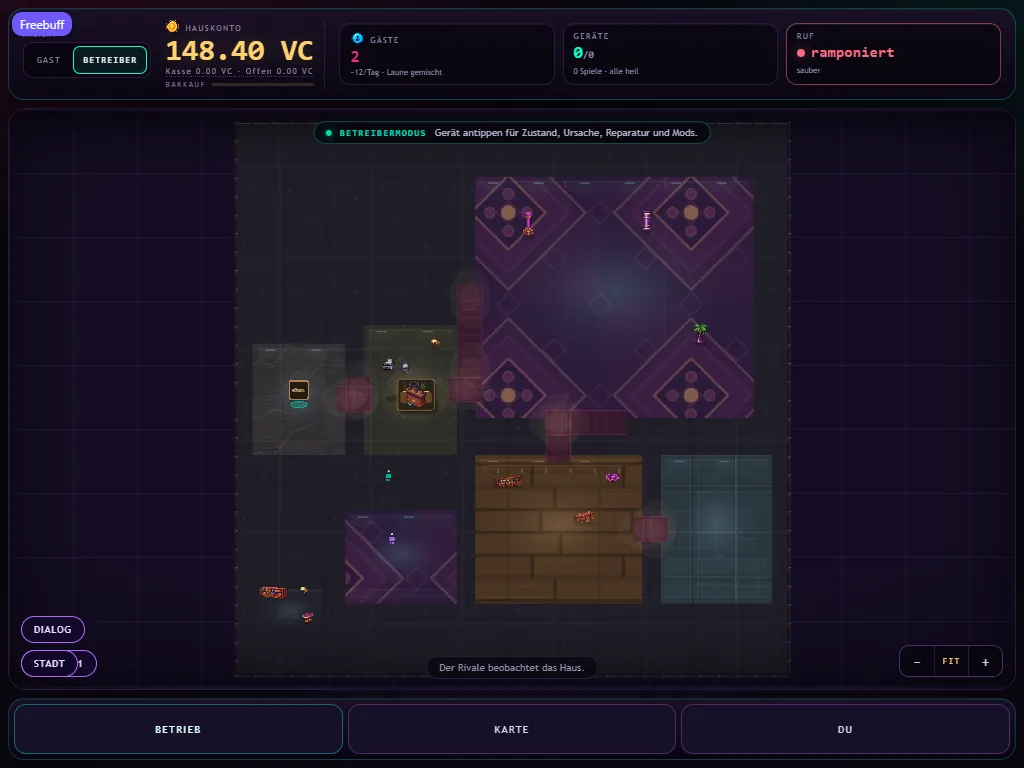 Freebuff
GAST
BETREIBER
HAUSKONTO
148.40 VC
Kasse 0.00 VC · Offen 0.00 VC
BARKAUF
GÄSTE
2
~12/Tag · Laune gemischt
GERÄTE
0/0
0 Spiele · alle heil
RUF
ramponiert
sauber
BETREIBERMODUS Gerät antippen für Zustand, Ursache, Reparatur und Mods.
DIALOG
STADT
1
Der Rivale beobachtet das Haus.
− FIT +
BETRIEB
KARTE
DU